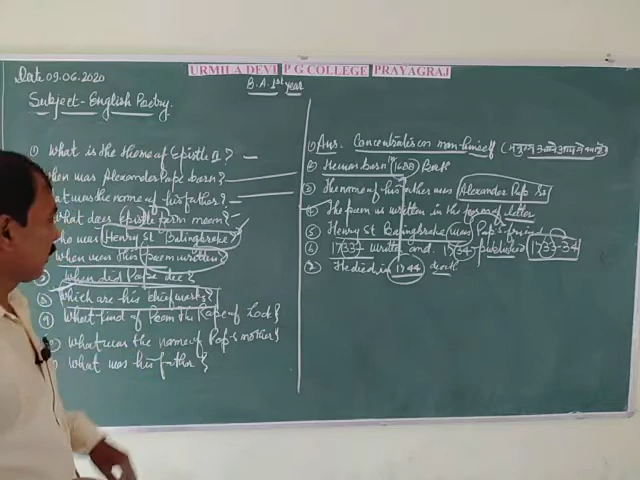 URMILA DEVI P G COLLEGE PRAYAGRAJ
Date 09.06.2020
B.A. 1st year
Subject - English Poetry.
① What is the theme of Epistle II?
when was Alexander Pope born?
what was the name of his father?
what does epistle form mean?
who was Henry St Bolingbroke?
when was this poem written?
when did Pope die?
⑧ Which are his chief works?
⑨ What kind of Poem The Rape of Lock?
what was the name of Pope's mother?
what was his father?
① Ans. Concentrates on man himself
② He was born in 1688 Both
③ The name of his father was Alexander Pope Sr.
④ The poem is written in the form of letter
⑤ Henry St Bolingbroke was Pope's friend
⑥ 1733 written and 1734 published 1733-34
⑦ He died in 1744 death